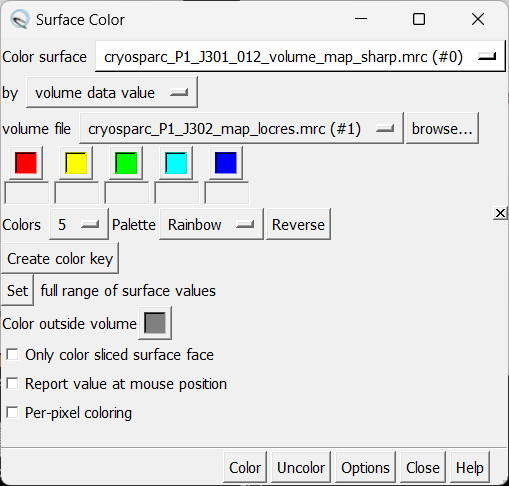 Surface Color
Color surface cryosparc_P1_J301_012_volume_map_sharp.mrc (#0)
by volume data value
volume file cryosparc_P1_J302_map_locres.mrc (#1) browse...
Colors 5 Palette Rainbow Reverse
Create color key
Set full range of surface values
Color outside volume
Only color sliced surface face
Report value at mouse position
Per-pixel coloring
Color Uncolor Options Close Help